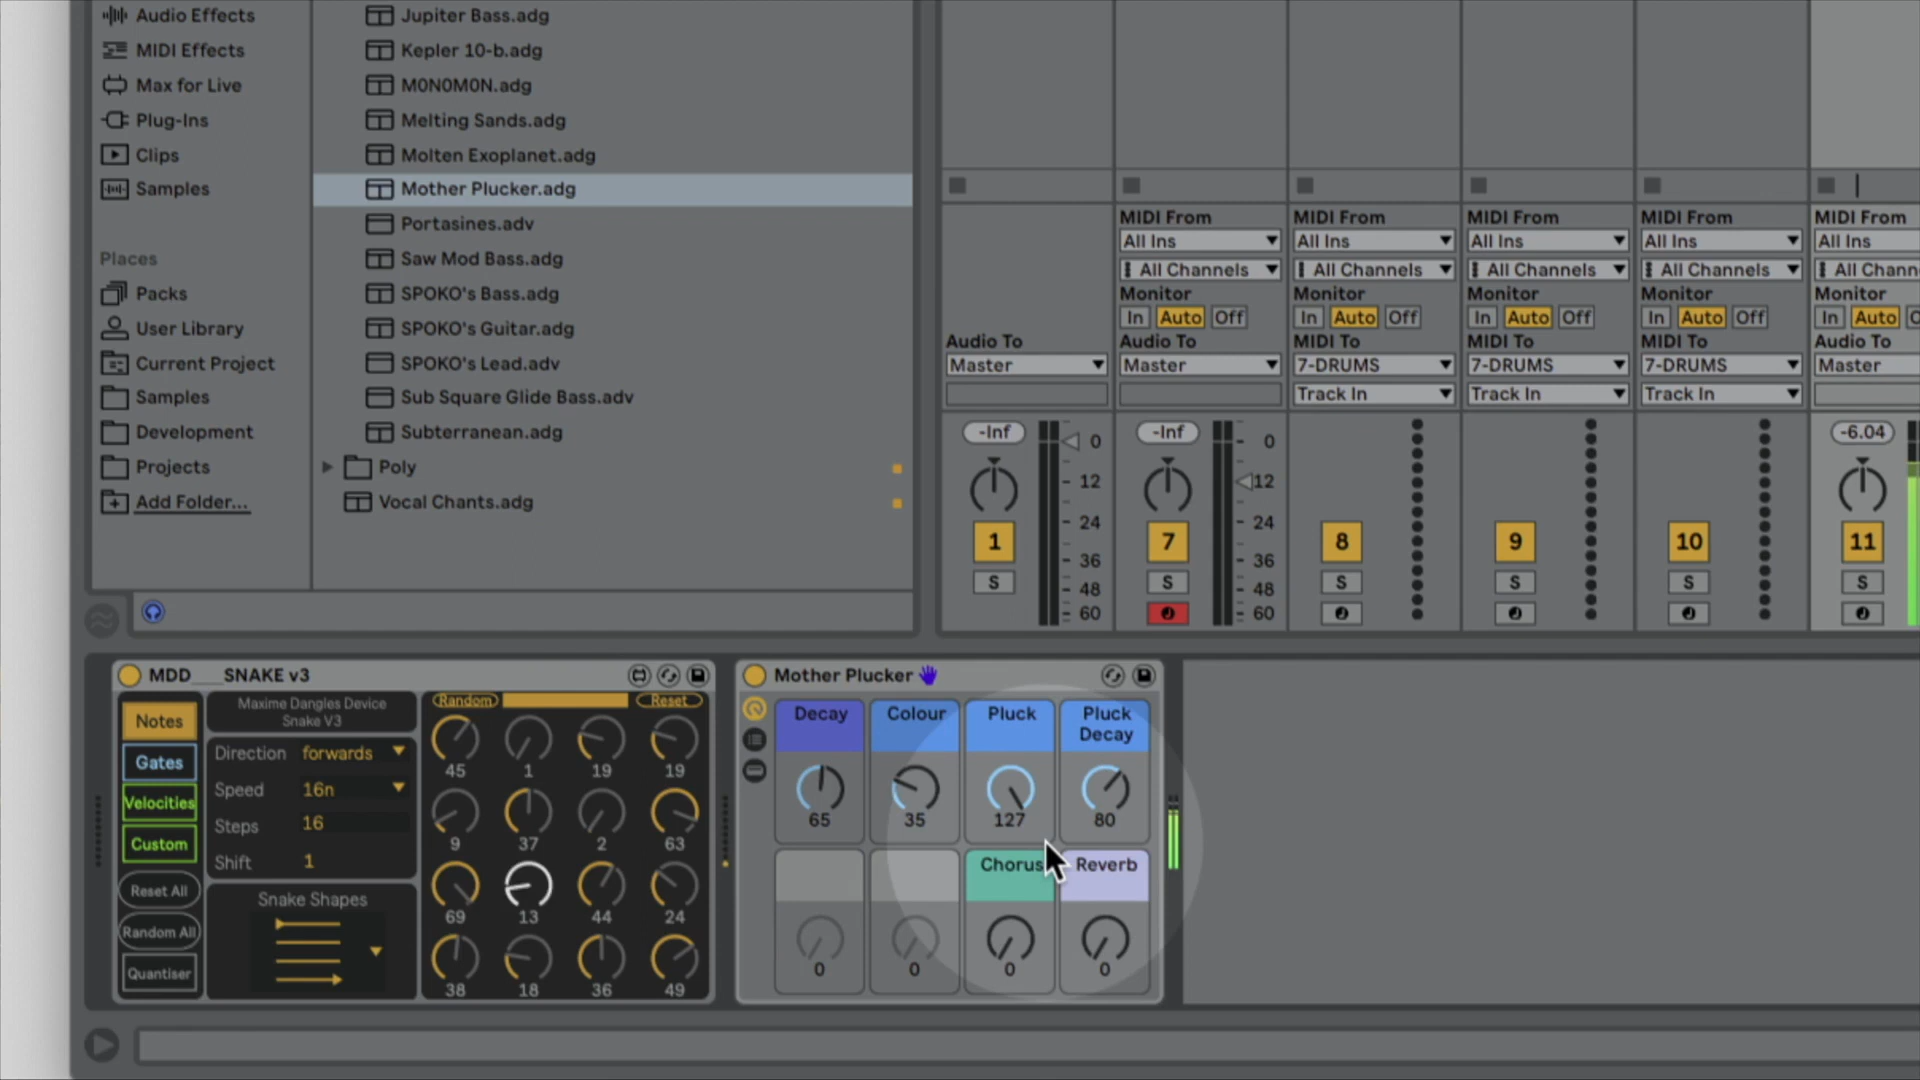 Audio Effects
MIDI Effects
Max for Live
Plug-Ins
Clips
Samples
Places
Packs
User Library
Current Project
Samples
Development
Projects
Add Folder...
Jupiter Bass.adg
Kepler 10-b.adg
M0N0M0N.adg
Melting Sands.adg
Molten Exoplanet.adg
Mother Plucker.adg
Portasines.adv
Saw Mod Bass.adg
SPOKO's Bass.adg
SPOKO's Guitar.adg
SPOKO's Lead.adv
Sub Square Glide Bass.adv
Subterranean.adg
Poly
Vocal Chants.adg
Audio To
Master
-Inf
0
12
24
36
48
60
1
S
MIDI From
All Ins
All Channels
Monitor
In Auto Off
Audio To
Master
-Inf
0
12
24
36
48
60
7
S
MIDI From
All Ins
All Channels
Monitor
In Auto Off
MIDI To
7-DRUMS
Track In
8
S
MIDI From
All Ins
All Channels
Monitor
In Auto Off
MIDI To
7-DRUMS
Track In
9
S
MIDI From
All Ins
All Channels
Monitor
In Auto Off
MIDI To
7-DRUMS
Track In
10
S
MIDI From
All Ins
All Chann
Monitor
In Auto O
Audio To
Master
-6.04
11
S
MDD___SNAKE v3
Notes
Gates
Velocities
Custom
Reset All
Random All
Quantiser
Maxime Dangles Device
Snake V3
Direction forwards
Speed 16n
Steps 16
Shift 1
Snake Shapes
Random Reset
45 1 19 19
9 37 2 63
69 13 44 24
38 18 36 49
Mother Plucker
Decay Colour Pluck Pluck Decay
65 35 127 80
Chorus Reverb
0 0 0 0